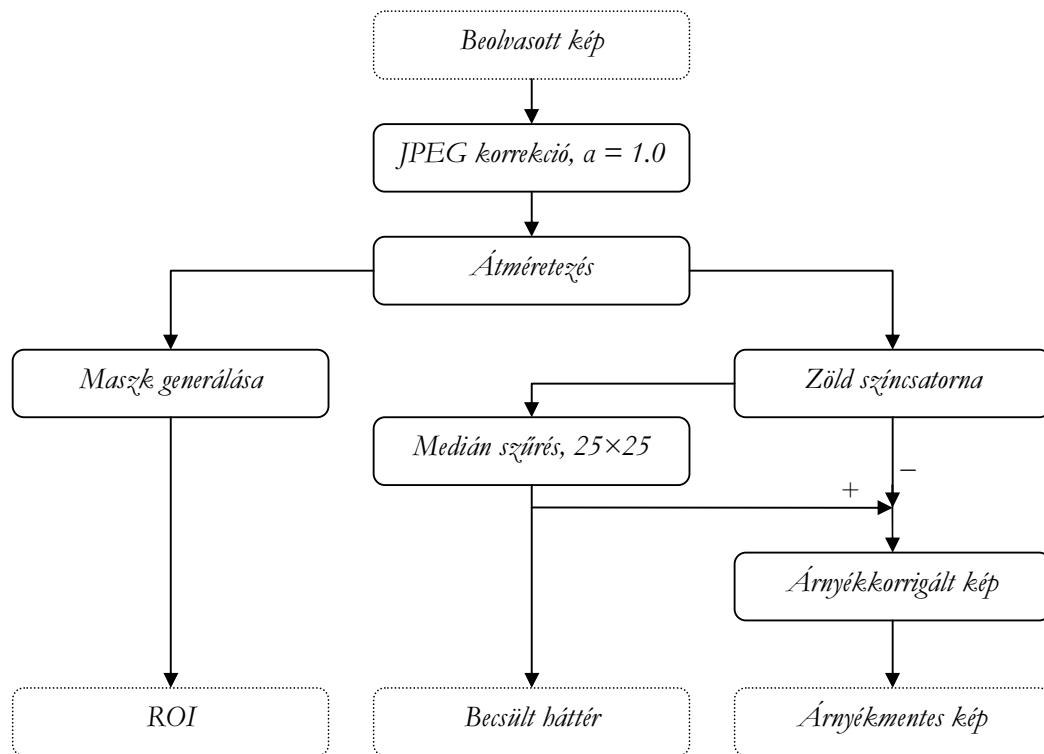 Beolvasott kép
JPEG korrekció, a = 1.0
Átméretezés
Maszk generálása
Zöld színcsatorna
Medián szűrés, 25×25
−
+
Árnyékkorrigált kép
ROI
Becsült háttér
Árnyékmentes kép